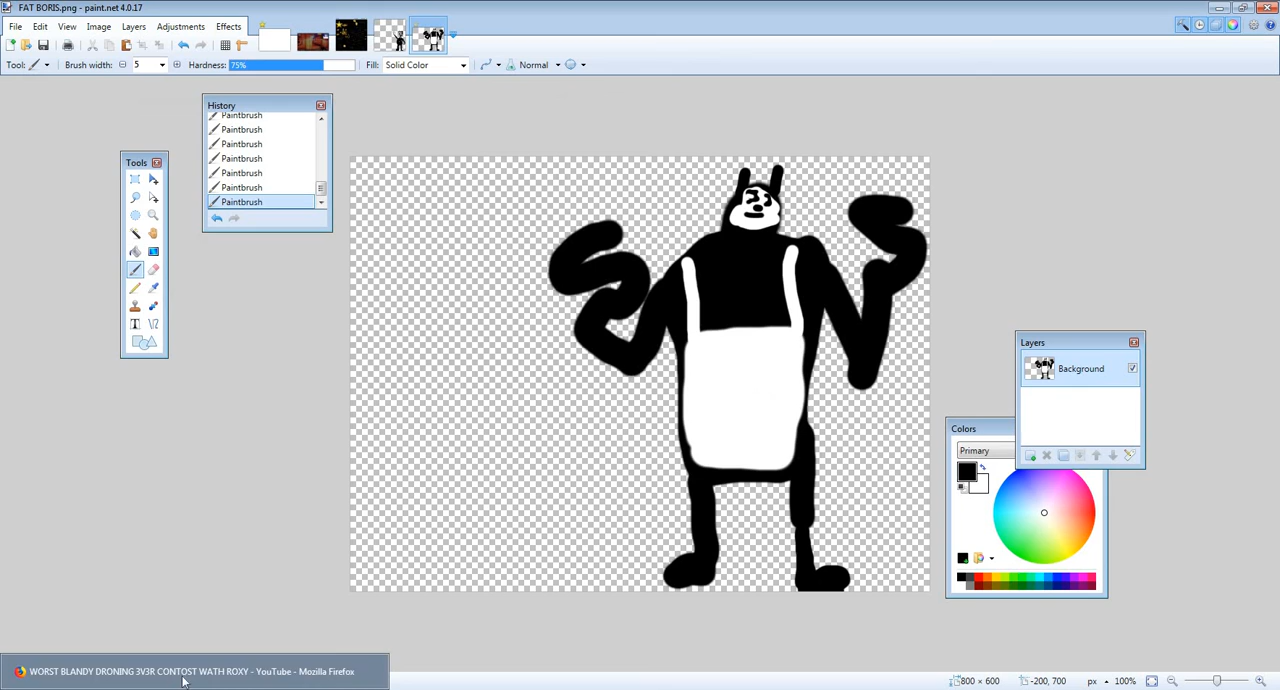 FAT BORIS.png - paint.net 4.0.17
File Edit View Image Layers Adjustments Effects
Tool: Brush width: 5 Hardness: 75% Fill: Solid Color Normal
History
Paintbrush
Paintbrush
Paintbrush
Paintbrush
Paintbrush
Paintbrush
Paintbrush
Tools
Layers
Background
Colors
Primary
WORST BLANDY DRONING 3V3R CONTOST WATH ROXY - YouTube - Mozilla Firefox
800 × 600 -200, 700 px 100%